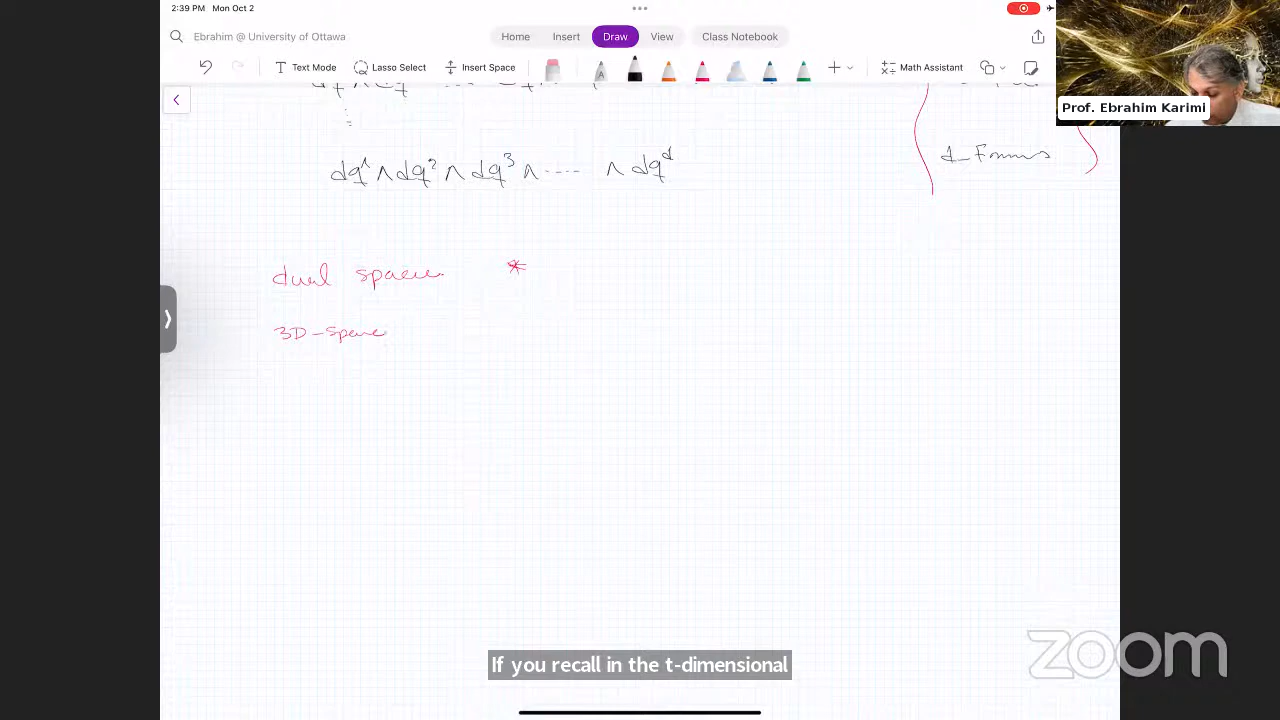 2:39 PM Mon Oct 2
Ebrahim @ University of Ottawa
Home Insert Draw View Class Notebook
Text Mode Lasso Select Insert Space Math Assistant
Prof. Ebrahim Karimi
d-Forms
dq¹ ∧ dq² ∧ dq³ ∧ .... ∧ dq^d
dual space *
3D-space
If you recall in the t-dimensional
zoom